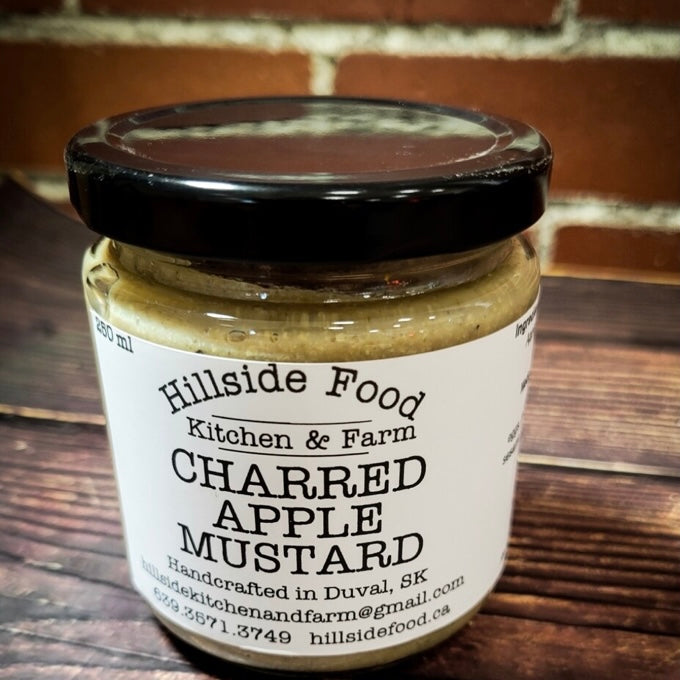 250 ml
Hillside Food
Kitchen & Farm
CHARRED
APPLE
MUSTARD
Handcrafted in Duval, SK
hillsidekitchenandfarm@gmail.com
639.3571.3749 hillsidefood.ca